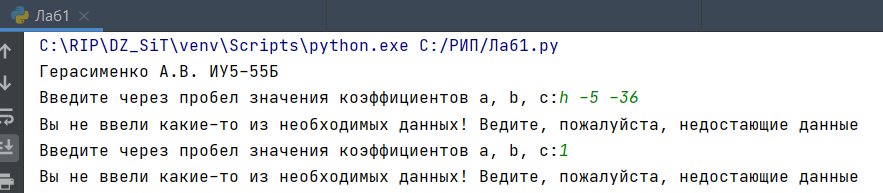 Лаб1
C:\RIP\DZ_SiT\venv\Scripts\python.exe C:/РИП/Лаб1.py
Герасименко А.В. ИУ5-55Б
Введите через пробел значения коэффициентов a, b, c:h -5 -36
Вы не ввели какие-то из необходимых данных! Ведите, пожалуйста, недостающие данные
Введите через пробел значения коэффициентов a, b, c:1
Вы не ввели какие-то из необходимых данных! Ведите, пожалуйста, недостающие данные